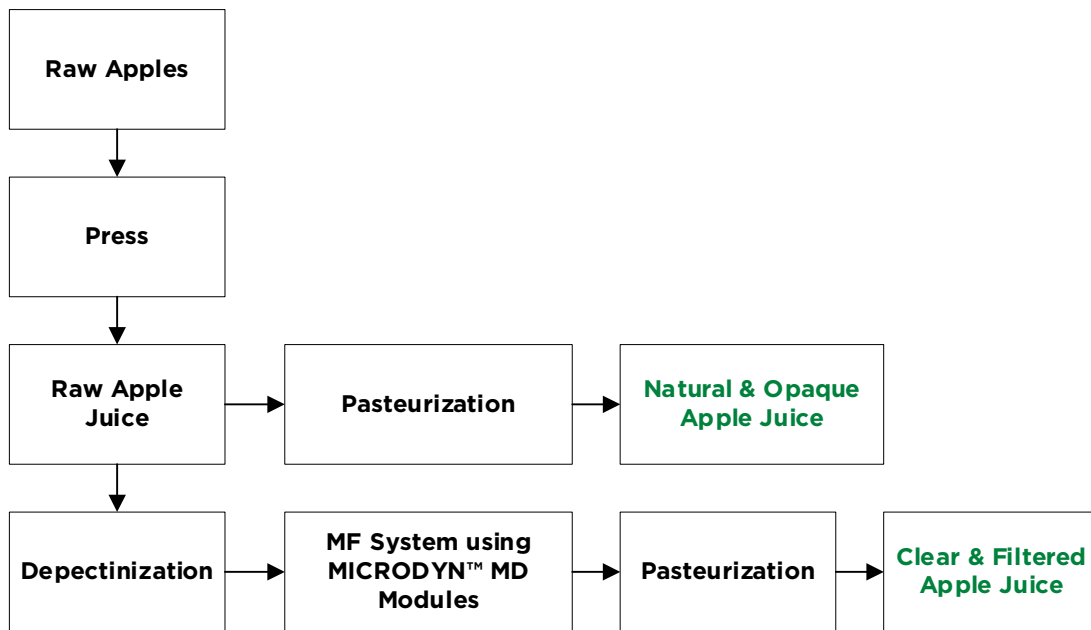 Raw Apples
Press
Raw Apple
Juice
Pasteurization
Natural & Opaque
Apple Juice
Depectinization
MF System using
MICRODYN™ MD
Modules
Pasteurization
Clear & Filtered
Apple Juice